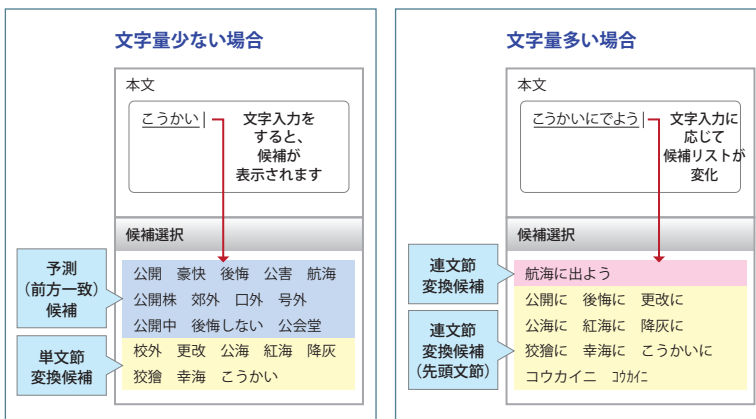 文字量少ない場合
本文
こうかい
文字入力を
すると、
候補が
表示されます
候補選択
予測
(前方一致)
候補
公開 豪快 後悔 公害 航海
公開株 郊外 口外 号外
公開中 後悔しない 公会堂
単文節
変換候補
校外 更改 公海 紅海 降灰
狡獪 幸海 こうかい
文字量多い場合
本文
こうかいにでよう
文字入力に
応じて
候補リストが
変化
候補選択
連文節
変換候補
航海に出よう
連文節
変換候補
(先頭文節)
公開に 後悔に 更改に
公海に 紅海に 降灰に
狡獪に 幸海に こうかいに
コウカイニ コウカイニ